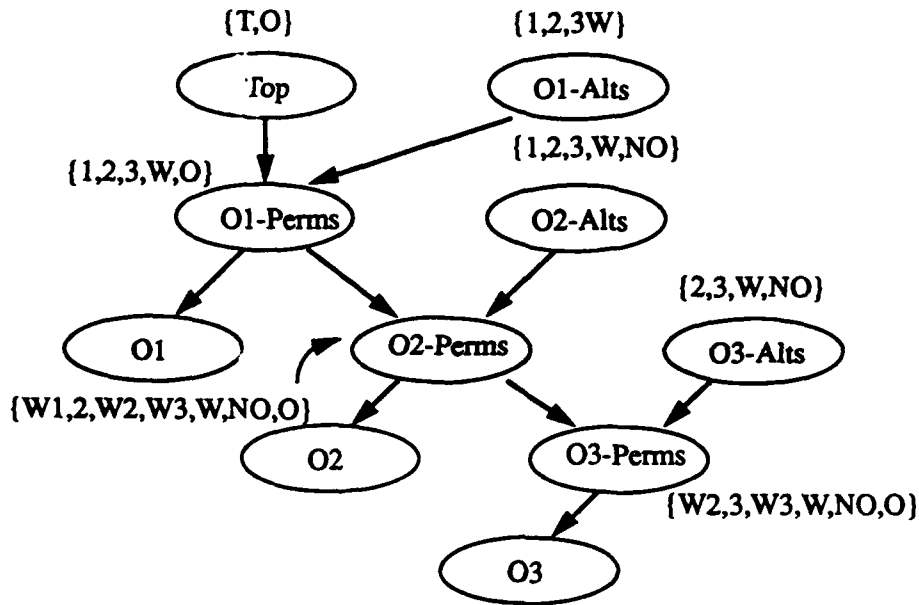 {T,O}
{1,2,3W}
Top
O1-Alts
{1,2,3,W,NO}
{1,2,3,W,O}
O1-Perms
O2-Alts
{2,3,W,NO}
O1
O2-Perms
O3-Alts
{W1,2,W2,W3,W,NO,O}
O2
O3-Perms
{W2,3,W3,W,NO,O}
O3